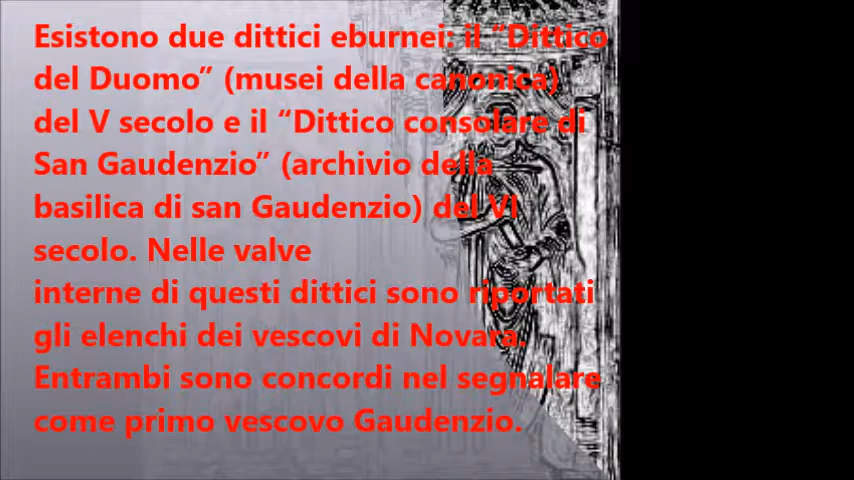 Esistono due dittici eburnei: il “Dittico
del Duomo” (musei della canonica)
del V secolo e il “Dittico consolare di
San Gaudenzio” (archivio della
basilica di san Gaudenzio) del VI
secolo. Nelle valve
interne di questi dittici sono riportati
gli elenchi dei vescovi di Novara.
Entrambi sono concordi nel segnalare
come primo vescovo Gaudenzio.